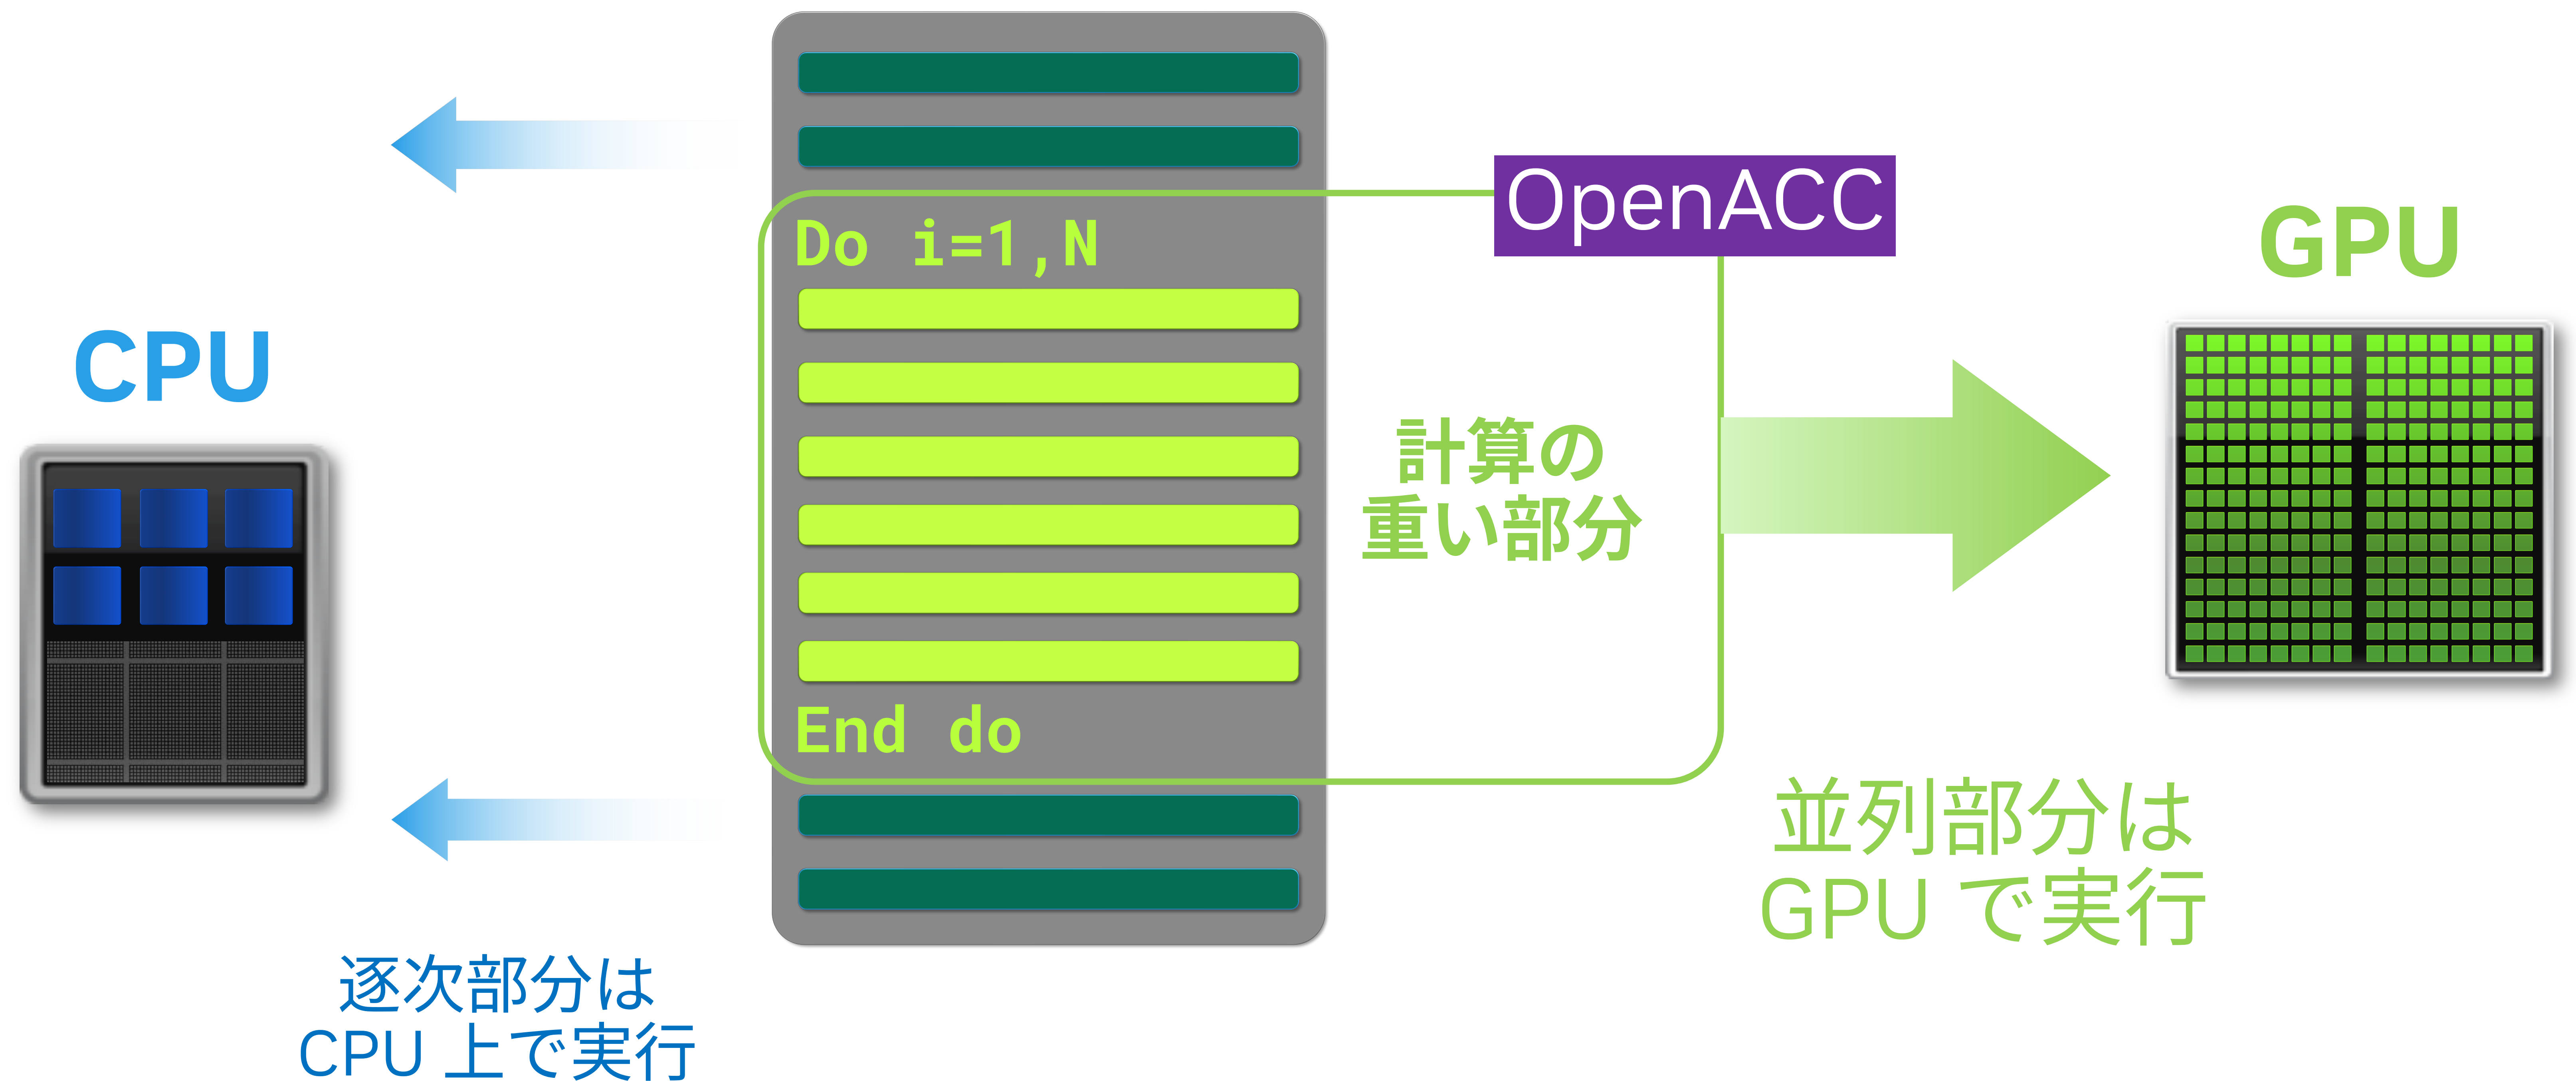 CPU
Do i=1,N
End do
OpenACC
計算の
重い部分
GPU
並列部分は
GPU で実行
逐次部分は
CPU 上で実行